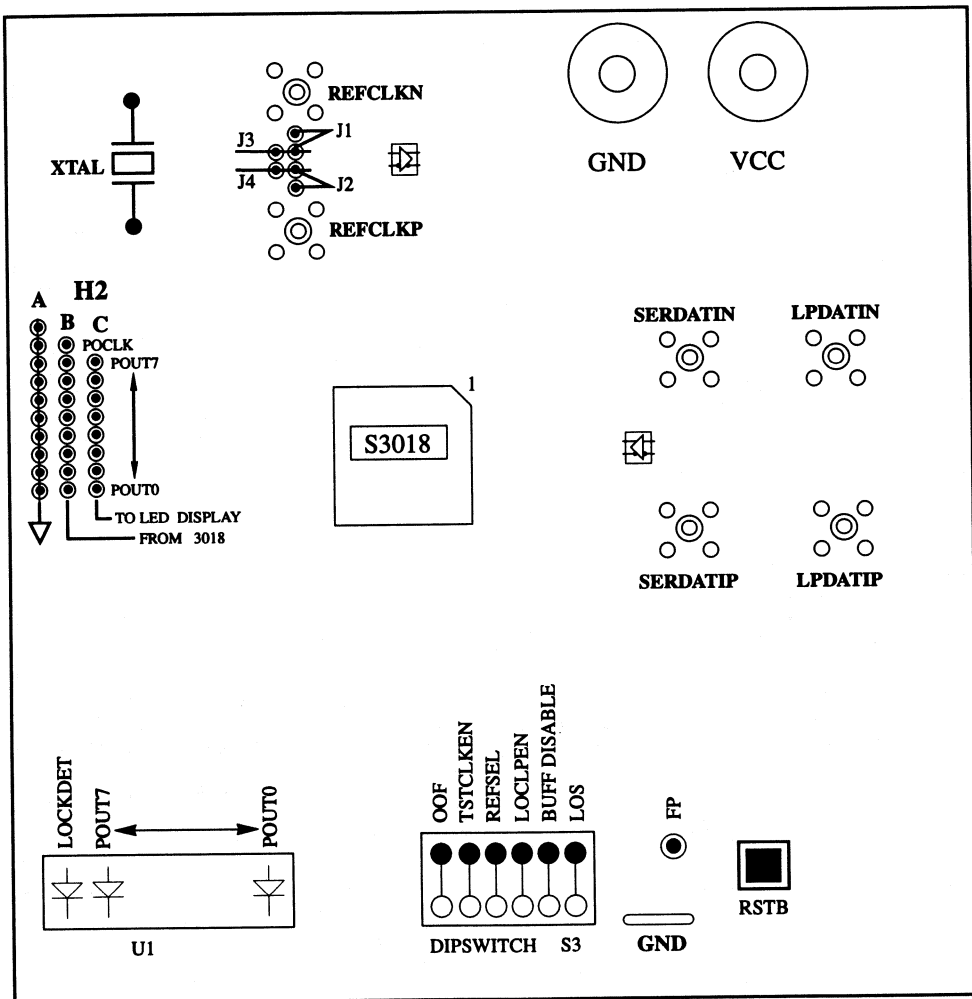 REFCLKN
J1
J3
XTAL
J4
J2
REFCLKP
GND
VCC
H2
A
B
C
POCLK
POUT7
POUT0
TO LED DISPLAY
FROM 3018
1
S3018
SERDATIN
LPDATIN
SERDATIP
LPDATIP
LOCKDET
POUT7
POUT0
U1
OOF
TSTCLKEN
REFSEL
LOCLPEN
BUFF DISABLE
LOS
DIPSWITCH S3
FP
GND
RSTB